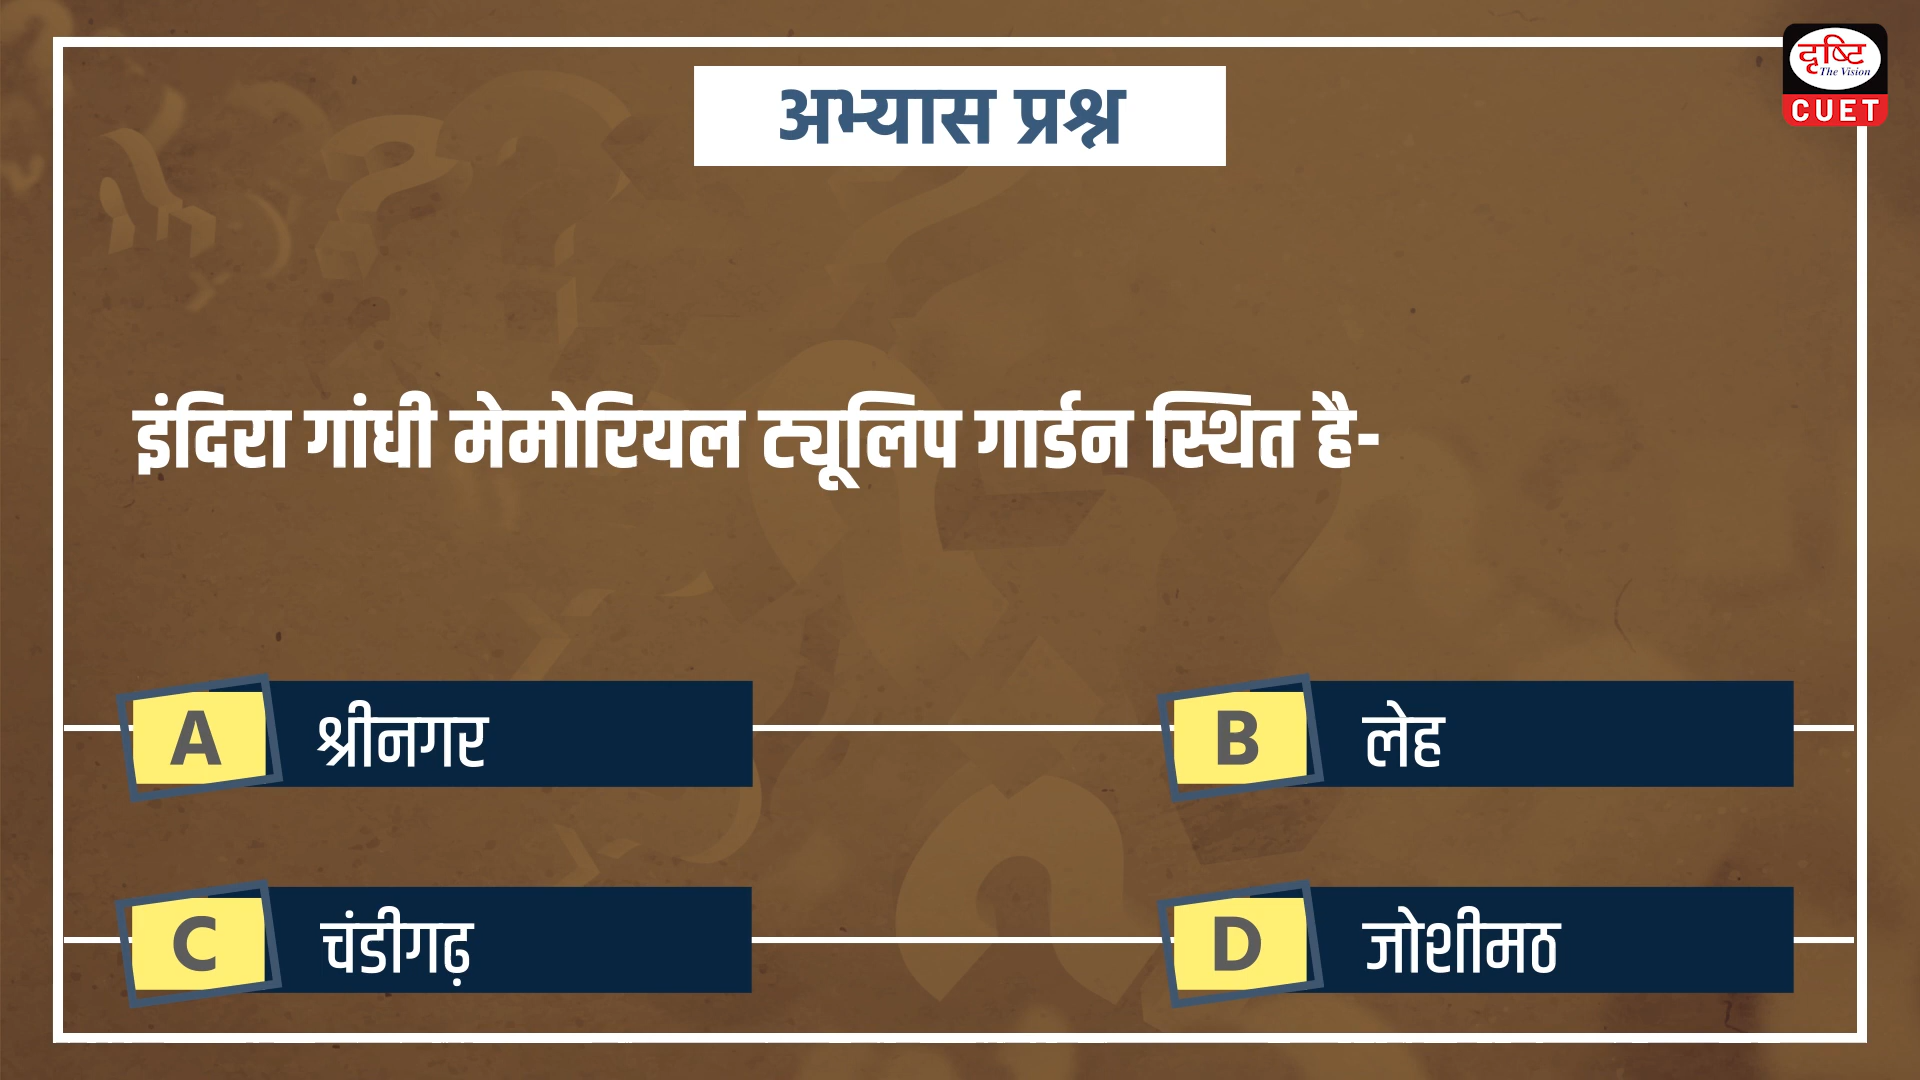 दृष्टि
The Vision
CUET
अभ्यास प्रश्न
इंदिरा गांधी मेमोरियल ट्यूलिप गार्डन स्थित है-
A श्रीनगर
B लेह
C चंडीगढ़
D जोशीमठ